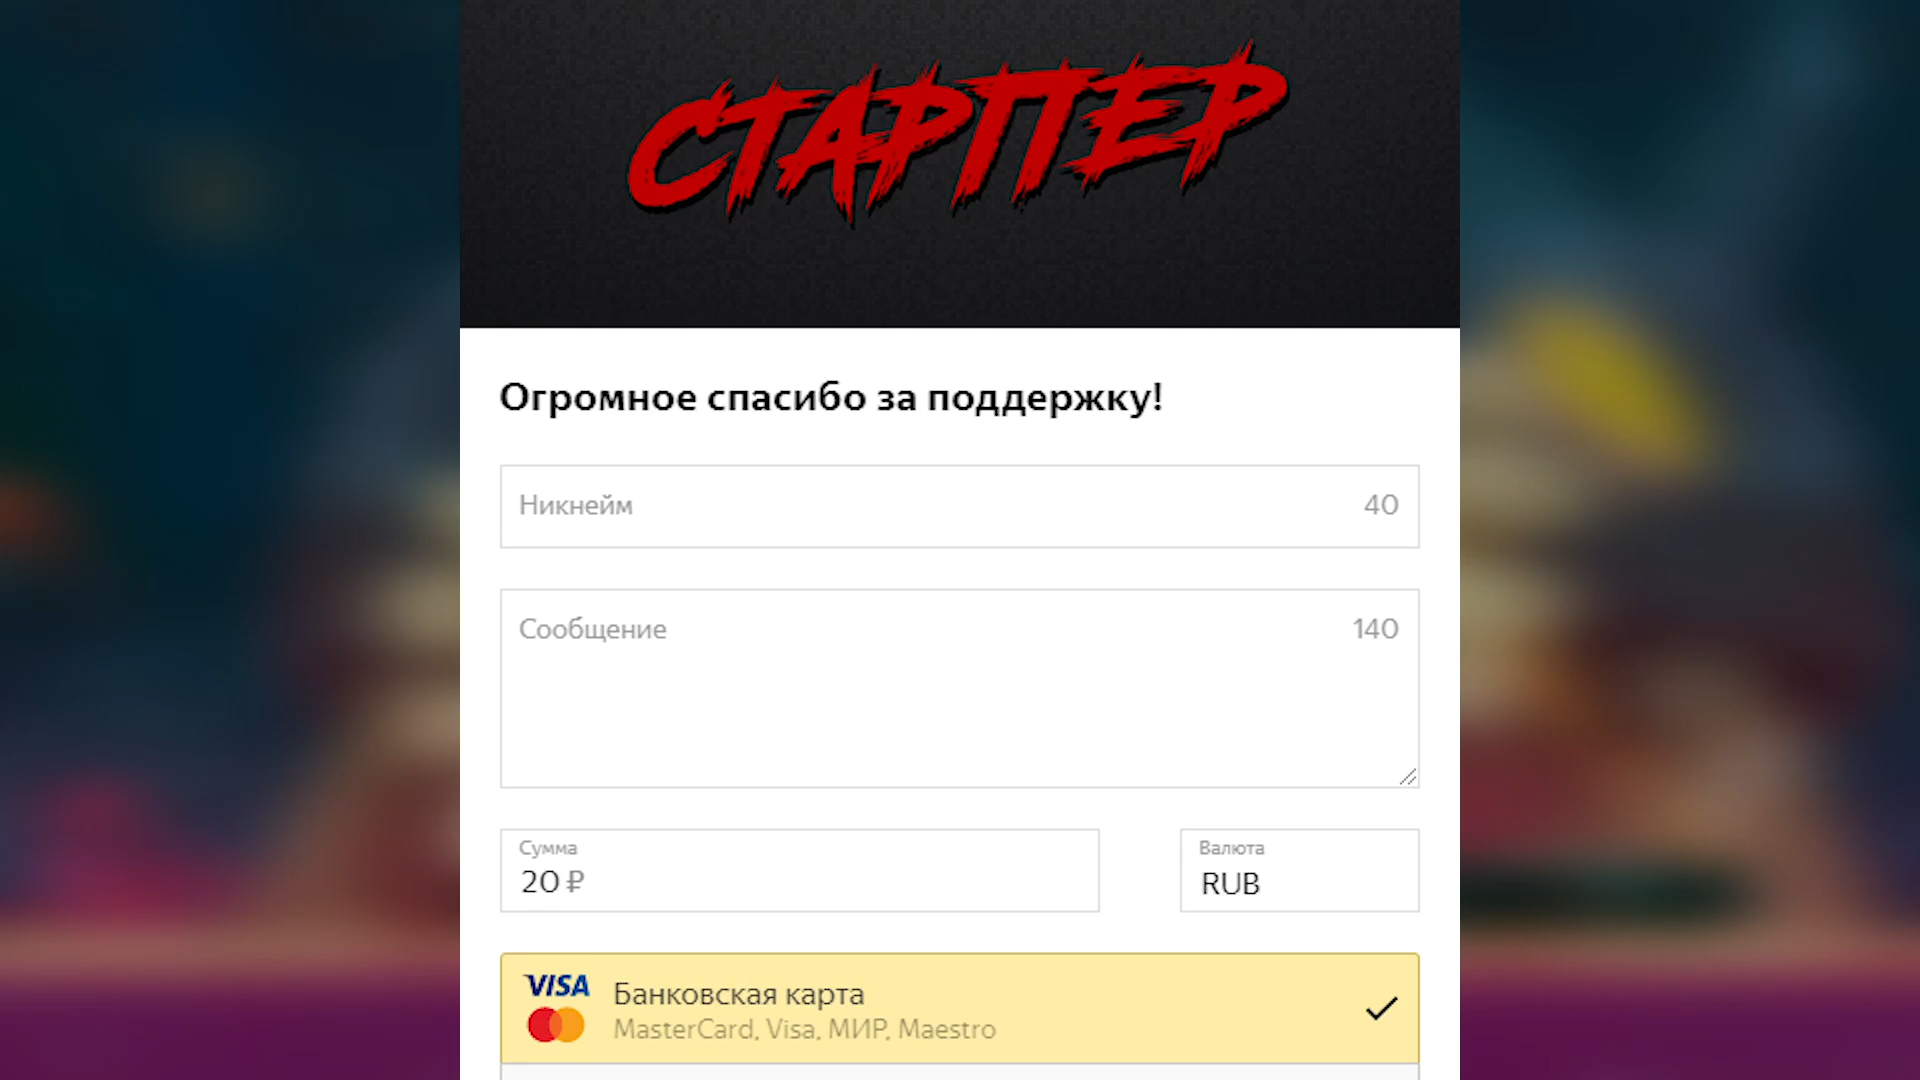 СТАРПЕР
Огромное спасибо за поддержку!
Никнейм 40
Сообщение 140
Сумма Валюта
20 ₽ RUB
VISA Банковская карта
MasterCard, Visa, МИР, Maestro